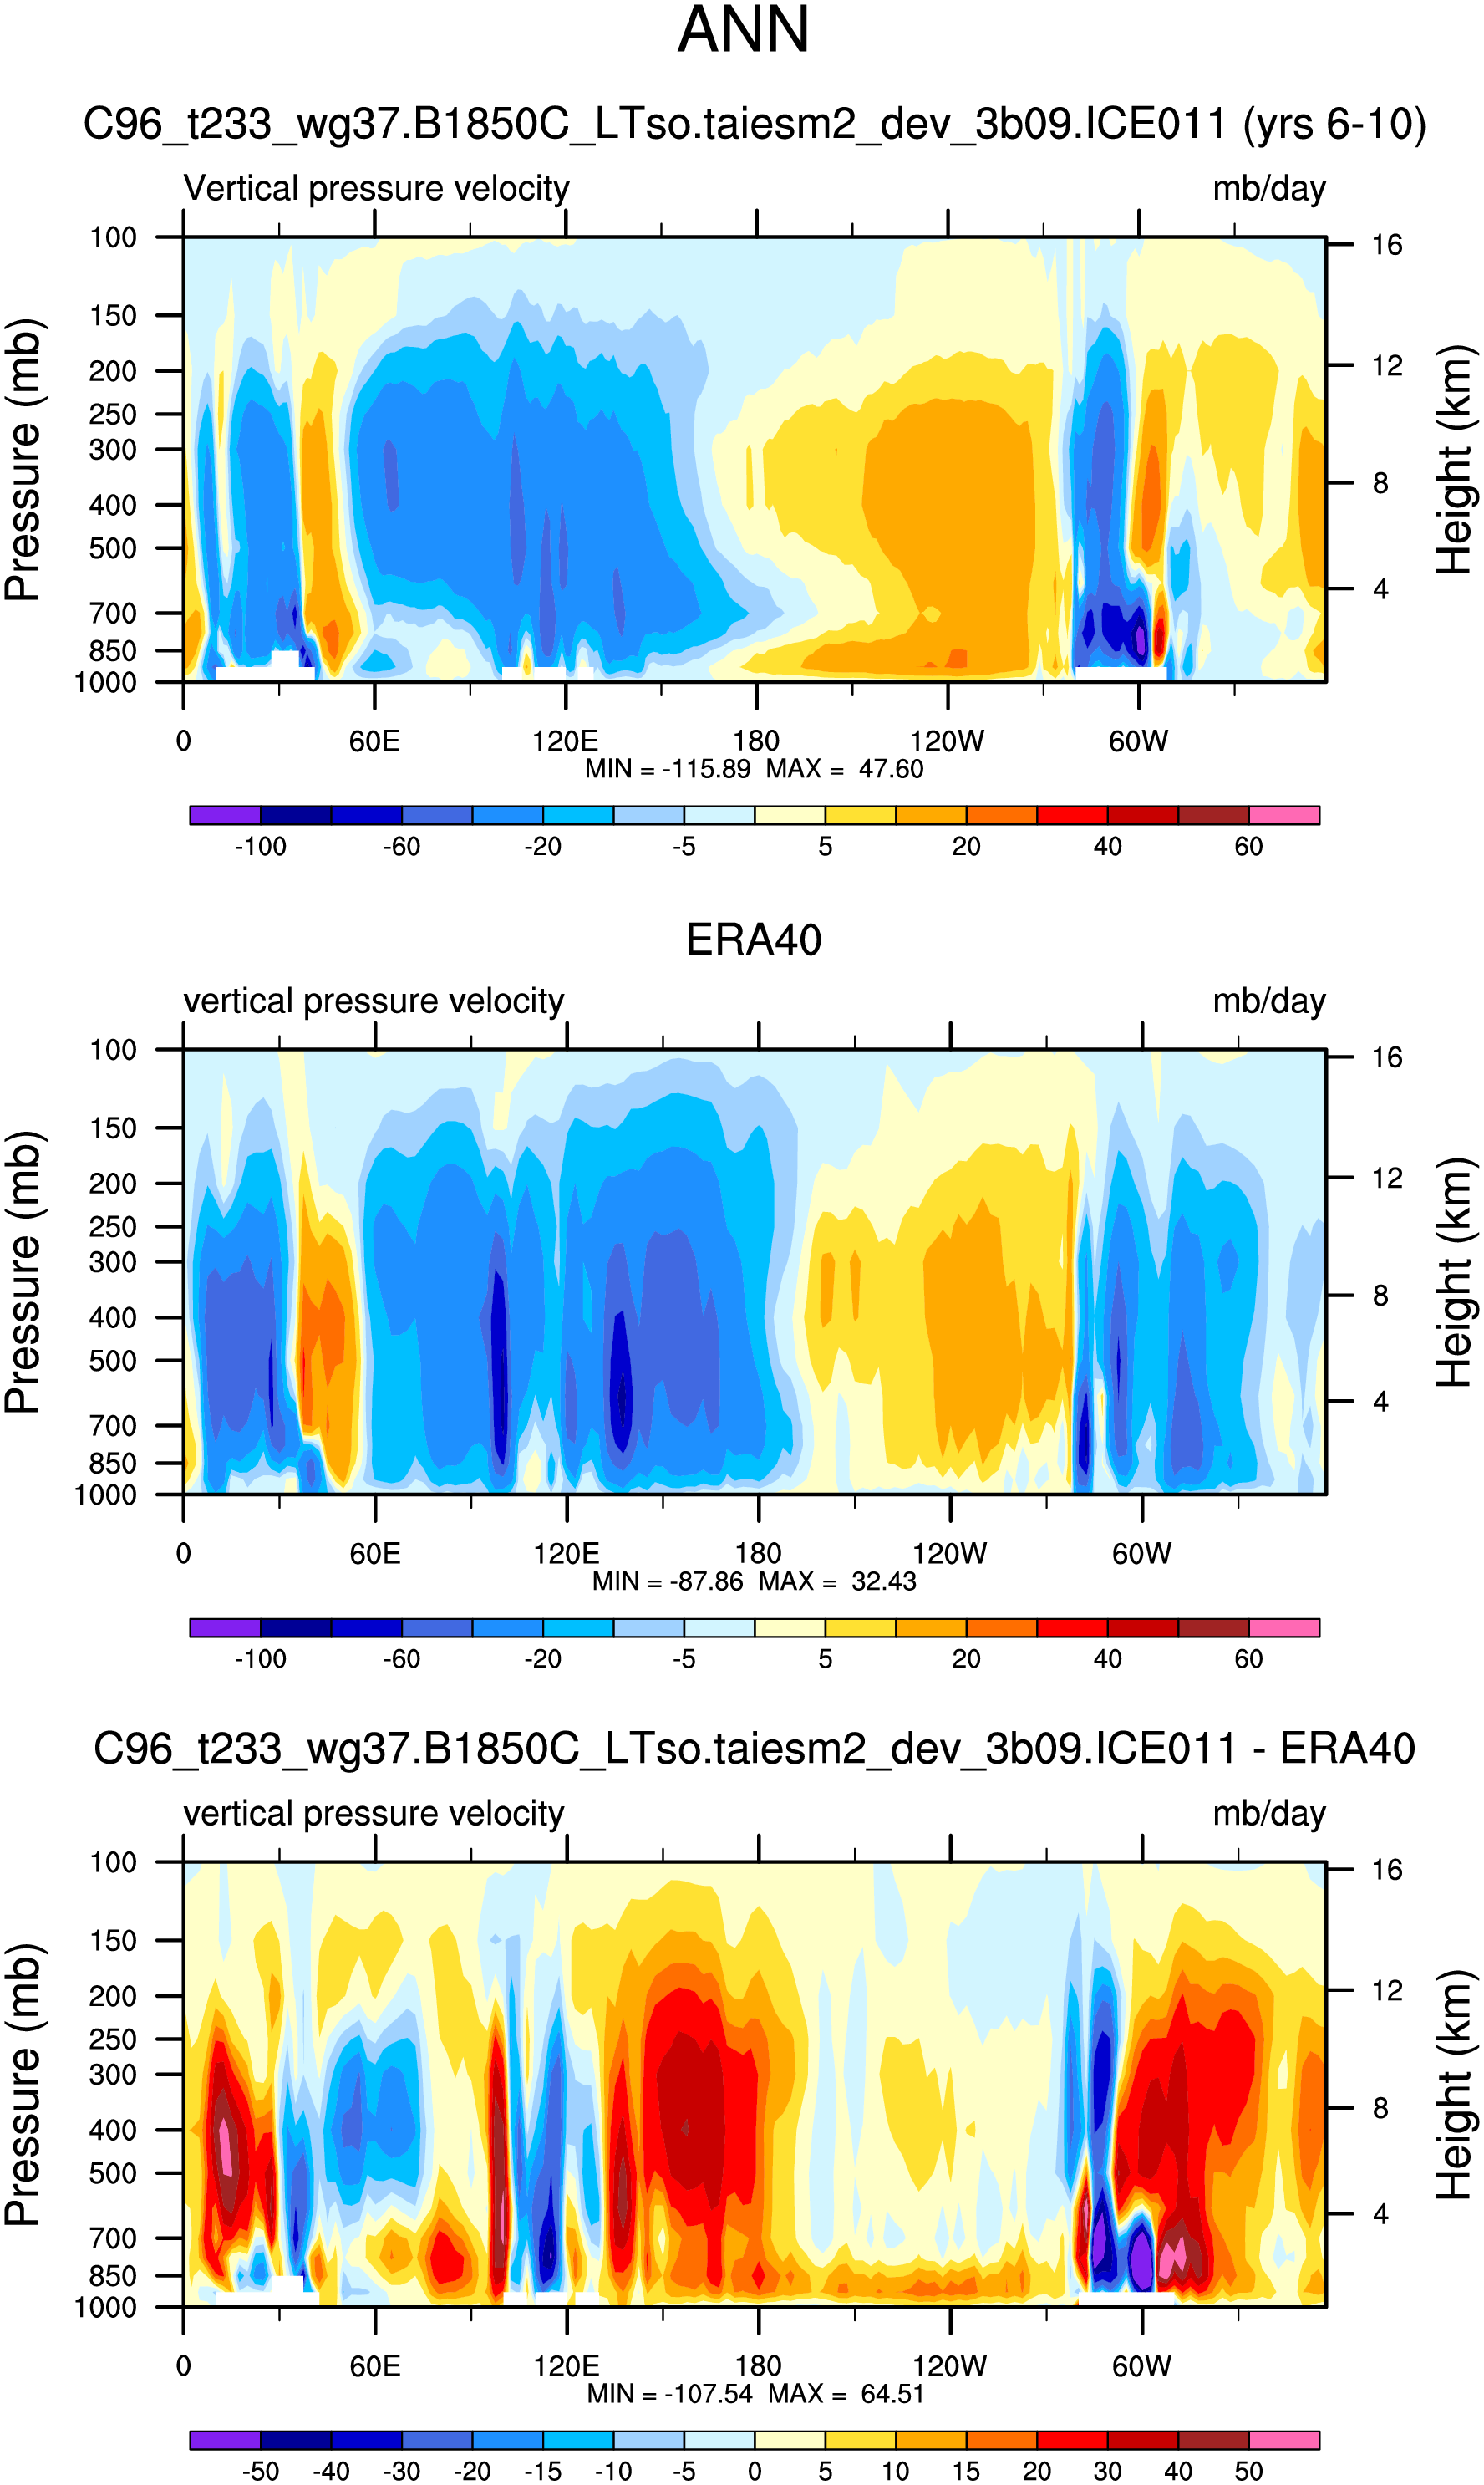 ANN
C96_t233_wg37.B1850C_LTso.taiesm2_dev_3b09.ICE011 (yrs 6-10)
Vertical pressure velocity mb/day
Pressure (mb)
100
150
200
250
300
400
500
700
850
1000
16
12
8
4
Height (km)
0 60E 120E 180 120W 60W
MIN = -115.89 MAX = 47.60
-100 -60 -20 -5 5 20 40 60
ERA40
vertical pressure velocity mb/day
Pressure (mb)
100
150
200
250
300
400
500
700
850
1000
16
12
8
4
Height (km)
0 60E 120E 180 120W 60W
MIN = -87.86 MAX = 32.43
-100 -60 -20 -5 5 20 40 60
C96_t233_wg37.B1850C_LTso.taiesm2_dev_3b09.ICE011 - ERA40
vertical pressure velocity mb/day
Pressure (mb)
100
150
200
250
300
400
500
700
850
1000
16
12
8
4
Height (km)
0 60E 120E 180 120W 60W
MIN = -107.54 MAX = 64.51
-50 -40 -30 -20 -15 -10 -5 0 5 10 15 20 30 40 50